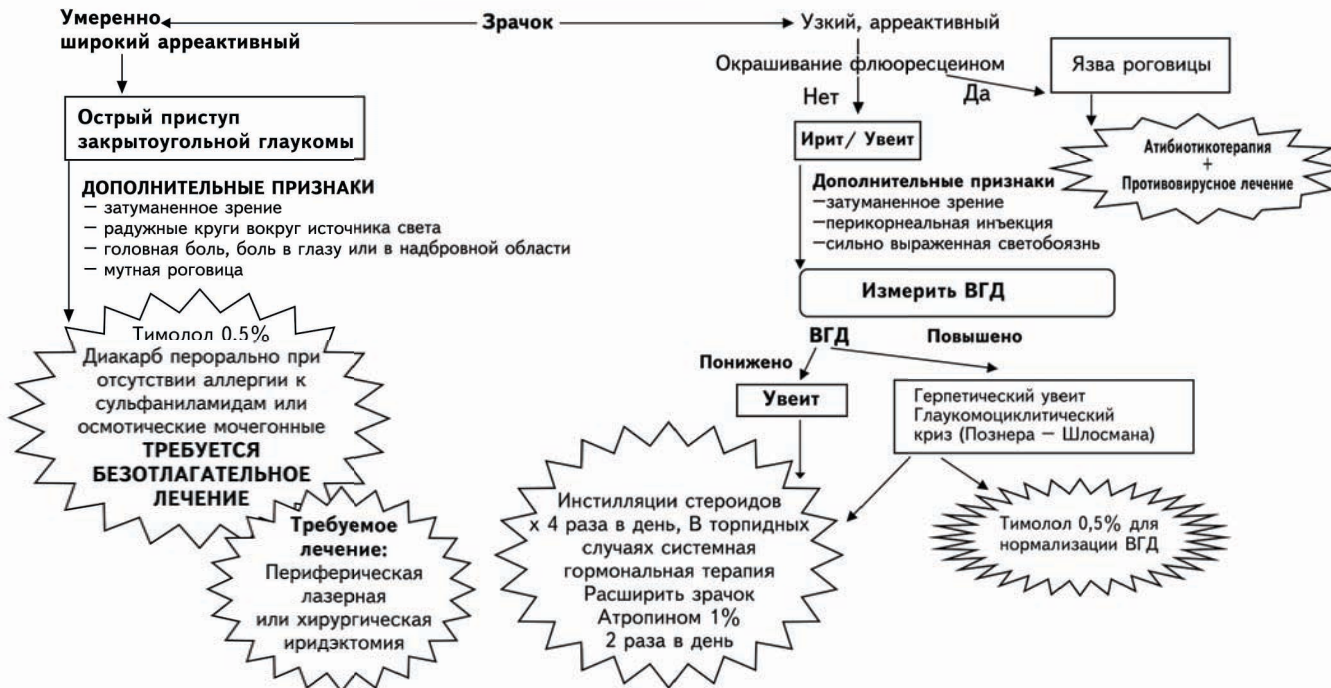 Зрачок
Умеренно
широкий арреактивный
Острый приступ
закрытоугольной глаукомы
ДОПОЛНИТЕЛЬНЫЕ ПРИЗНАКИ
— затуманенное зрение
— радужные круги вокруг источника света
— головная боль, боль в глазу или в надбровной области
— мутная роговица
Тимолол 0.5%
Диакарб перорально при
отсутствии аллергии к
сульфаниламидам или
осмотические мочегонные
ТРЕБУЕТСЯ
БЕЗОТЛАГАТЕЛЬНОЕ
ЛЕЧЕНИЕ
Требуемое
лечение:
Периферическая
лазерная
или хирургическая
иридэктомия
Узкий, арреактивный
Окрашивание флюоресцеином
Нет
Да
Язва роговицы
Атибиотикотерапия
+
Противовирусное лечение
Ирит/ Увеит
Дополнительные признаки
—затуманенное зрение
—перикорнеальная инъекция
—сильно выраженная светобоязнь
Измерить ВГД
ВГД
Понижено
Повышено
Увеит
Герпетический увеит
Глаукомоциклитический
криз (Познера — Шлосмана)
Инстилляции стероидов
х 4 раза в день, В торпидных
случаях системная
гормональная терапия
Расширить зрачок
Атропином 1%
2 раза в день
Тимолол 0,5% для
нормализации ВГД